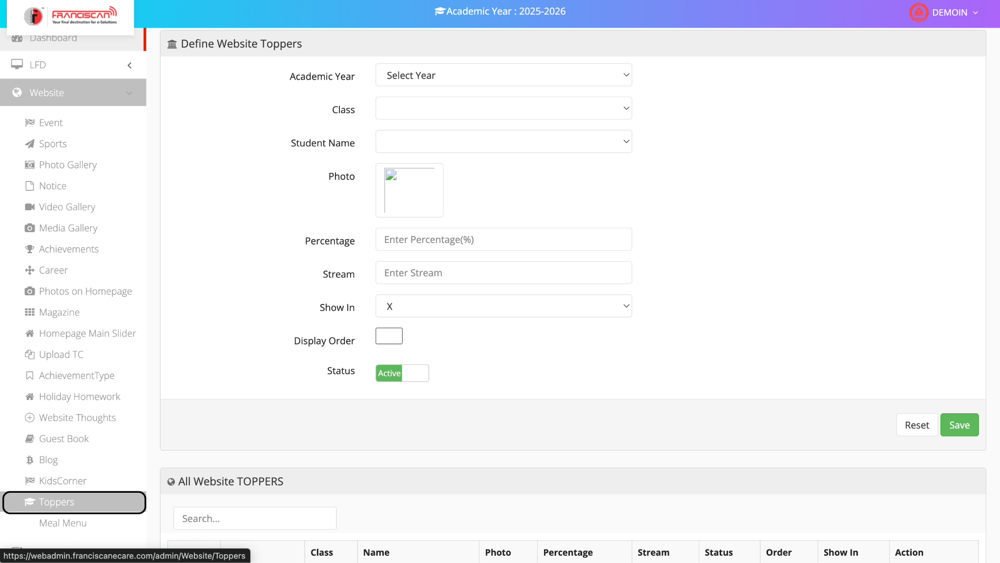 FRANCISCAN
Your final destination for e-Solutions
Academic Year : 2025-2026
DEMOIN
Dashboard
LFD
Website
Event
Sports
Photo Gallery
Notice
Video Gallery
Media Gallery
Achievements
Career
Photos on Homepage
Magazine
Homepage Main Slider
Upload TC
AchievementType
Holiday Homework
Website Thoughts
Guest Book
Blog
KidsCorner
Toppers
Meal Menu
https://webadmin.franciscanecare.com/admin/Website/Toppers
Define Website Toppers
Academic Year
Select Year
Class
Student Name
Photo
Percentage
Enter Percentage(%)
Stream
Enter Stream
Show In
X
Display Order
Status
Active
Reset
Save
All Website TOPPERS
Search...
Class Name Photo Percentage Stream Status Order Show In Action